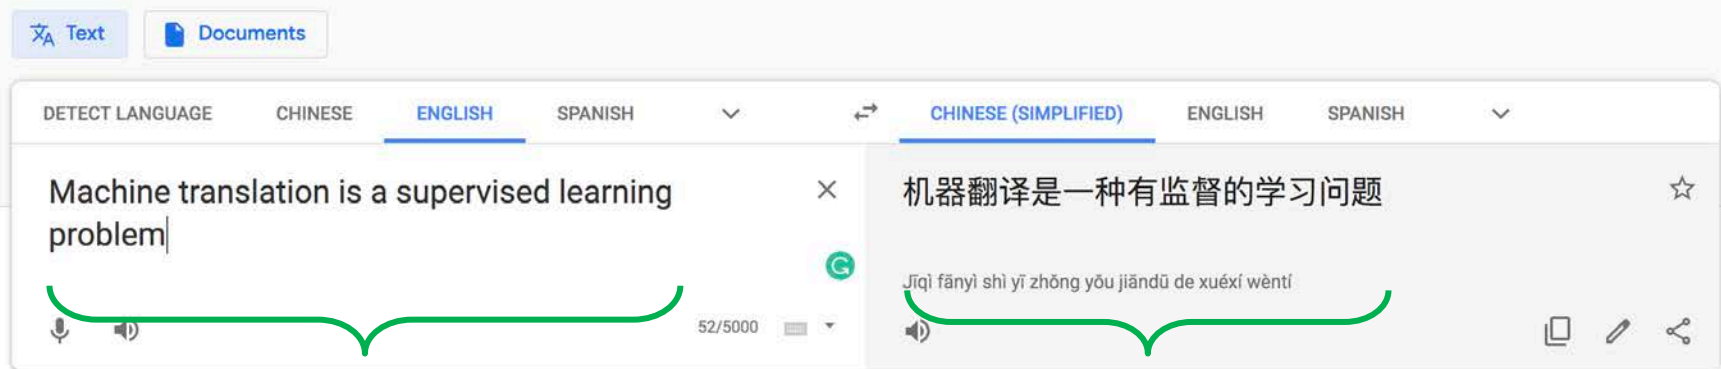 Text
Documents
DETECT LANGUAGE CHINESE ENGLISH SPANISH
CHINESE (SIMPLIFIED) ENGLISH SPANISH
Machine translation is a supervised learning
problem
机器翻译是一种有监督的学习问题
Jīqì fānyì shì yī zhǒng yǒu jiāndū de xuéxí wèntí
52/5000